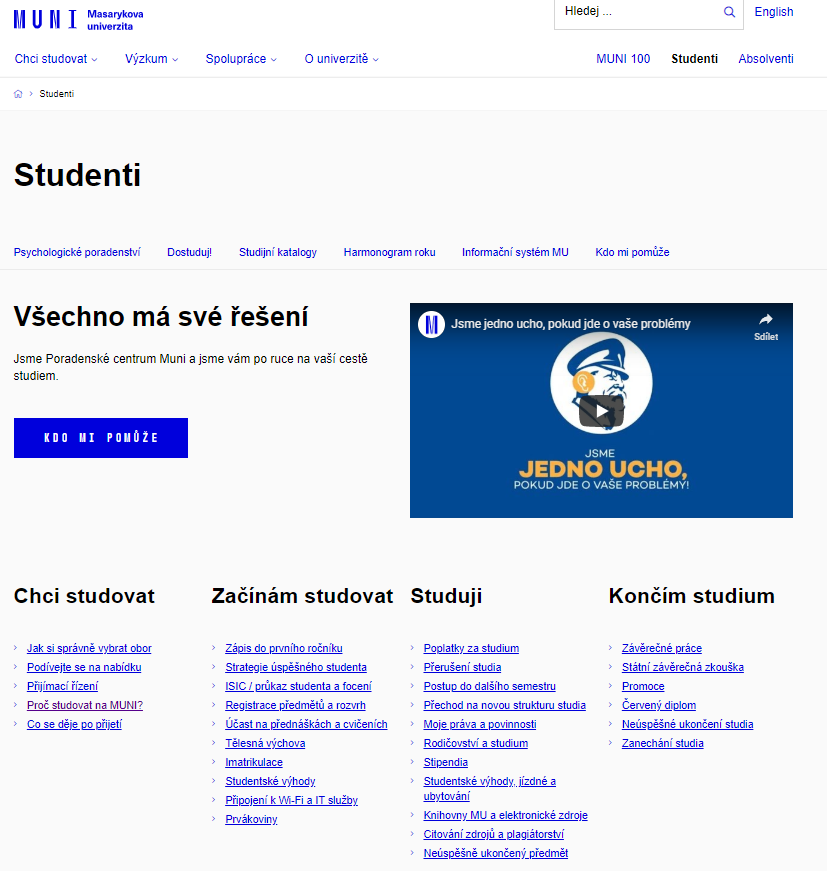 MUNI Masarykova
univerzita
Hledej ...
English
Chci studovat
Výzkum
Spolupráce
O univerzitě
MUNI 100
Studenti
Absolventi
Studenti
Studenti
Psychologické poradenství
Dostuduj!
Studijní katalogy
Harmonogram roku
Informační systém MU
Kdo mi pomůže
Všechno má své řešení
Jsme Poradenské centrum Muni a jsme vám po ruce na vaší cestě
studiem.
KDO MI POMŮŽE
Jsme jedno ucho, pokud jde o vaše problémy
Sdílet
JSME
JEDNO UCHO,
POKUD JDE O VAŠE PROBLÉMY!
Chci studovat
Jak si správně vybrat obor
Podívejte se na nabídku
Přijímací řízení
Proč studovat na MUNI?
Co se děje po přijetí
Začínám studovat
Zápis do prvního ročníku
Strategie úspěšného studenta
ISIC / průkaz studenta a focení
Registrace předmětů a rozvrh
Účast na přednáškách a cvičeních
Tělesná výchova
Imatrikulace
Studentské výhody
Připojení k Wi-Fi a IT služby
Prvákoviny
Studuji
Poplatky za studium
Přerušení studia
Postup do dalšího semestru
Přechod na novou strukturu studia
Moje práva a povinnosti
Rodičovství a studium
Stipendia
Studentské výhody, jízdné a
ubytování
Knihovny MU a elektronické zdroje
Citování zdrojů a plagiátorství
Neúspěšně ukončený předmět
Končím studium
Závěrečné práce
Státní závěrečná zkouška
Promoce
Červený diplom
Neúspěšné ukončení studia
Zanechání studia